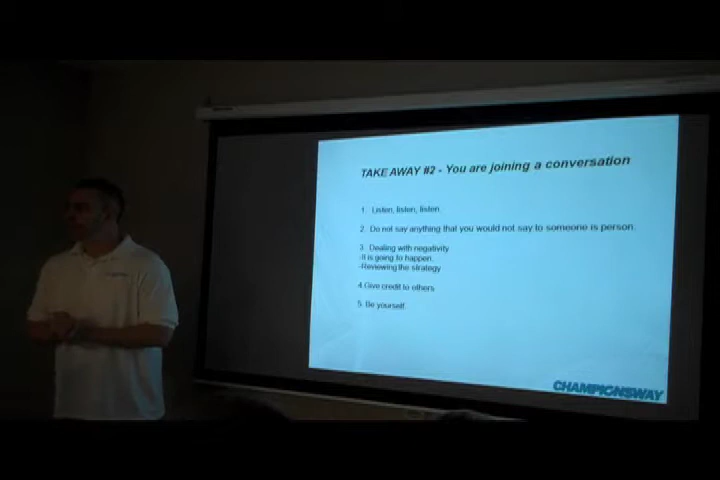 TAKE AWAY #2 - You are joining a conversation
1. Listen, listen, listen.
2. Do not say anything that you would not say to someone is person.
3. Dealing with negativity
-It is going to happen.
-Reviewing the strategy
4.Give credit to others
5. Be yourself.
CHAMPIONSWAY